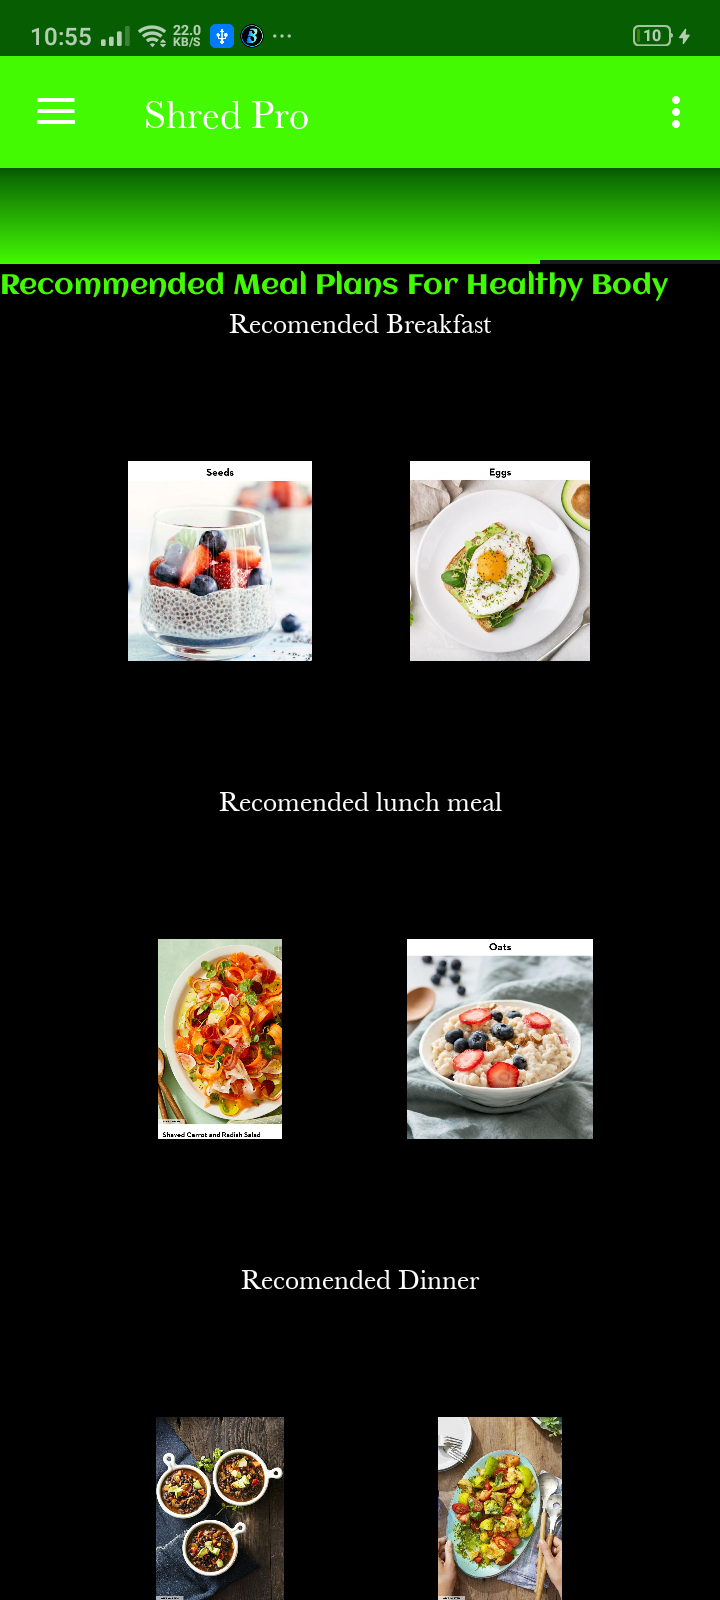 10:55 22.0 KB/S 10
Shred Pro
Recommended Meal Plans For Healthy Body
Recomended Breakfast
Seeds Eggs
Recomended lunch meal
Oats
Shaved Carrot and Radish Salad
Recomended Dinner